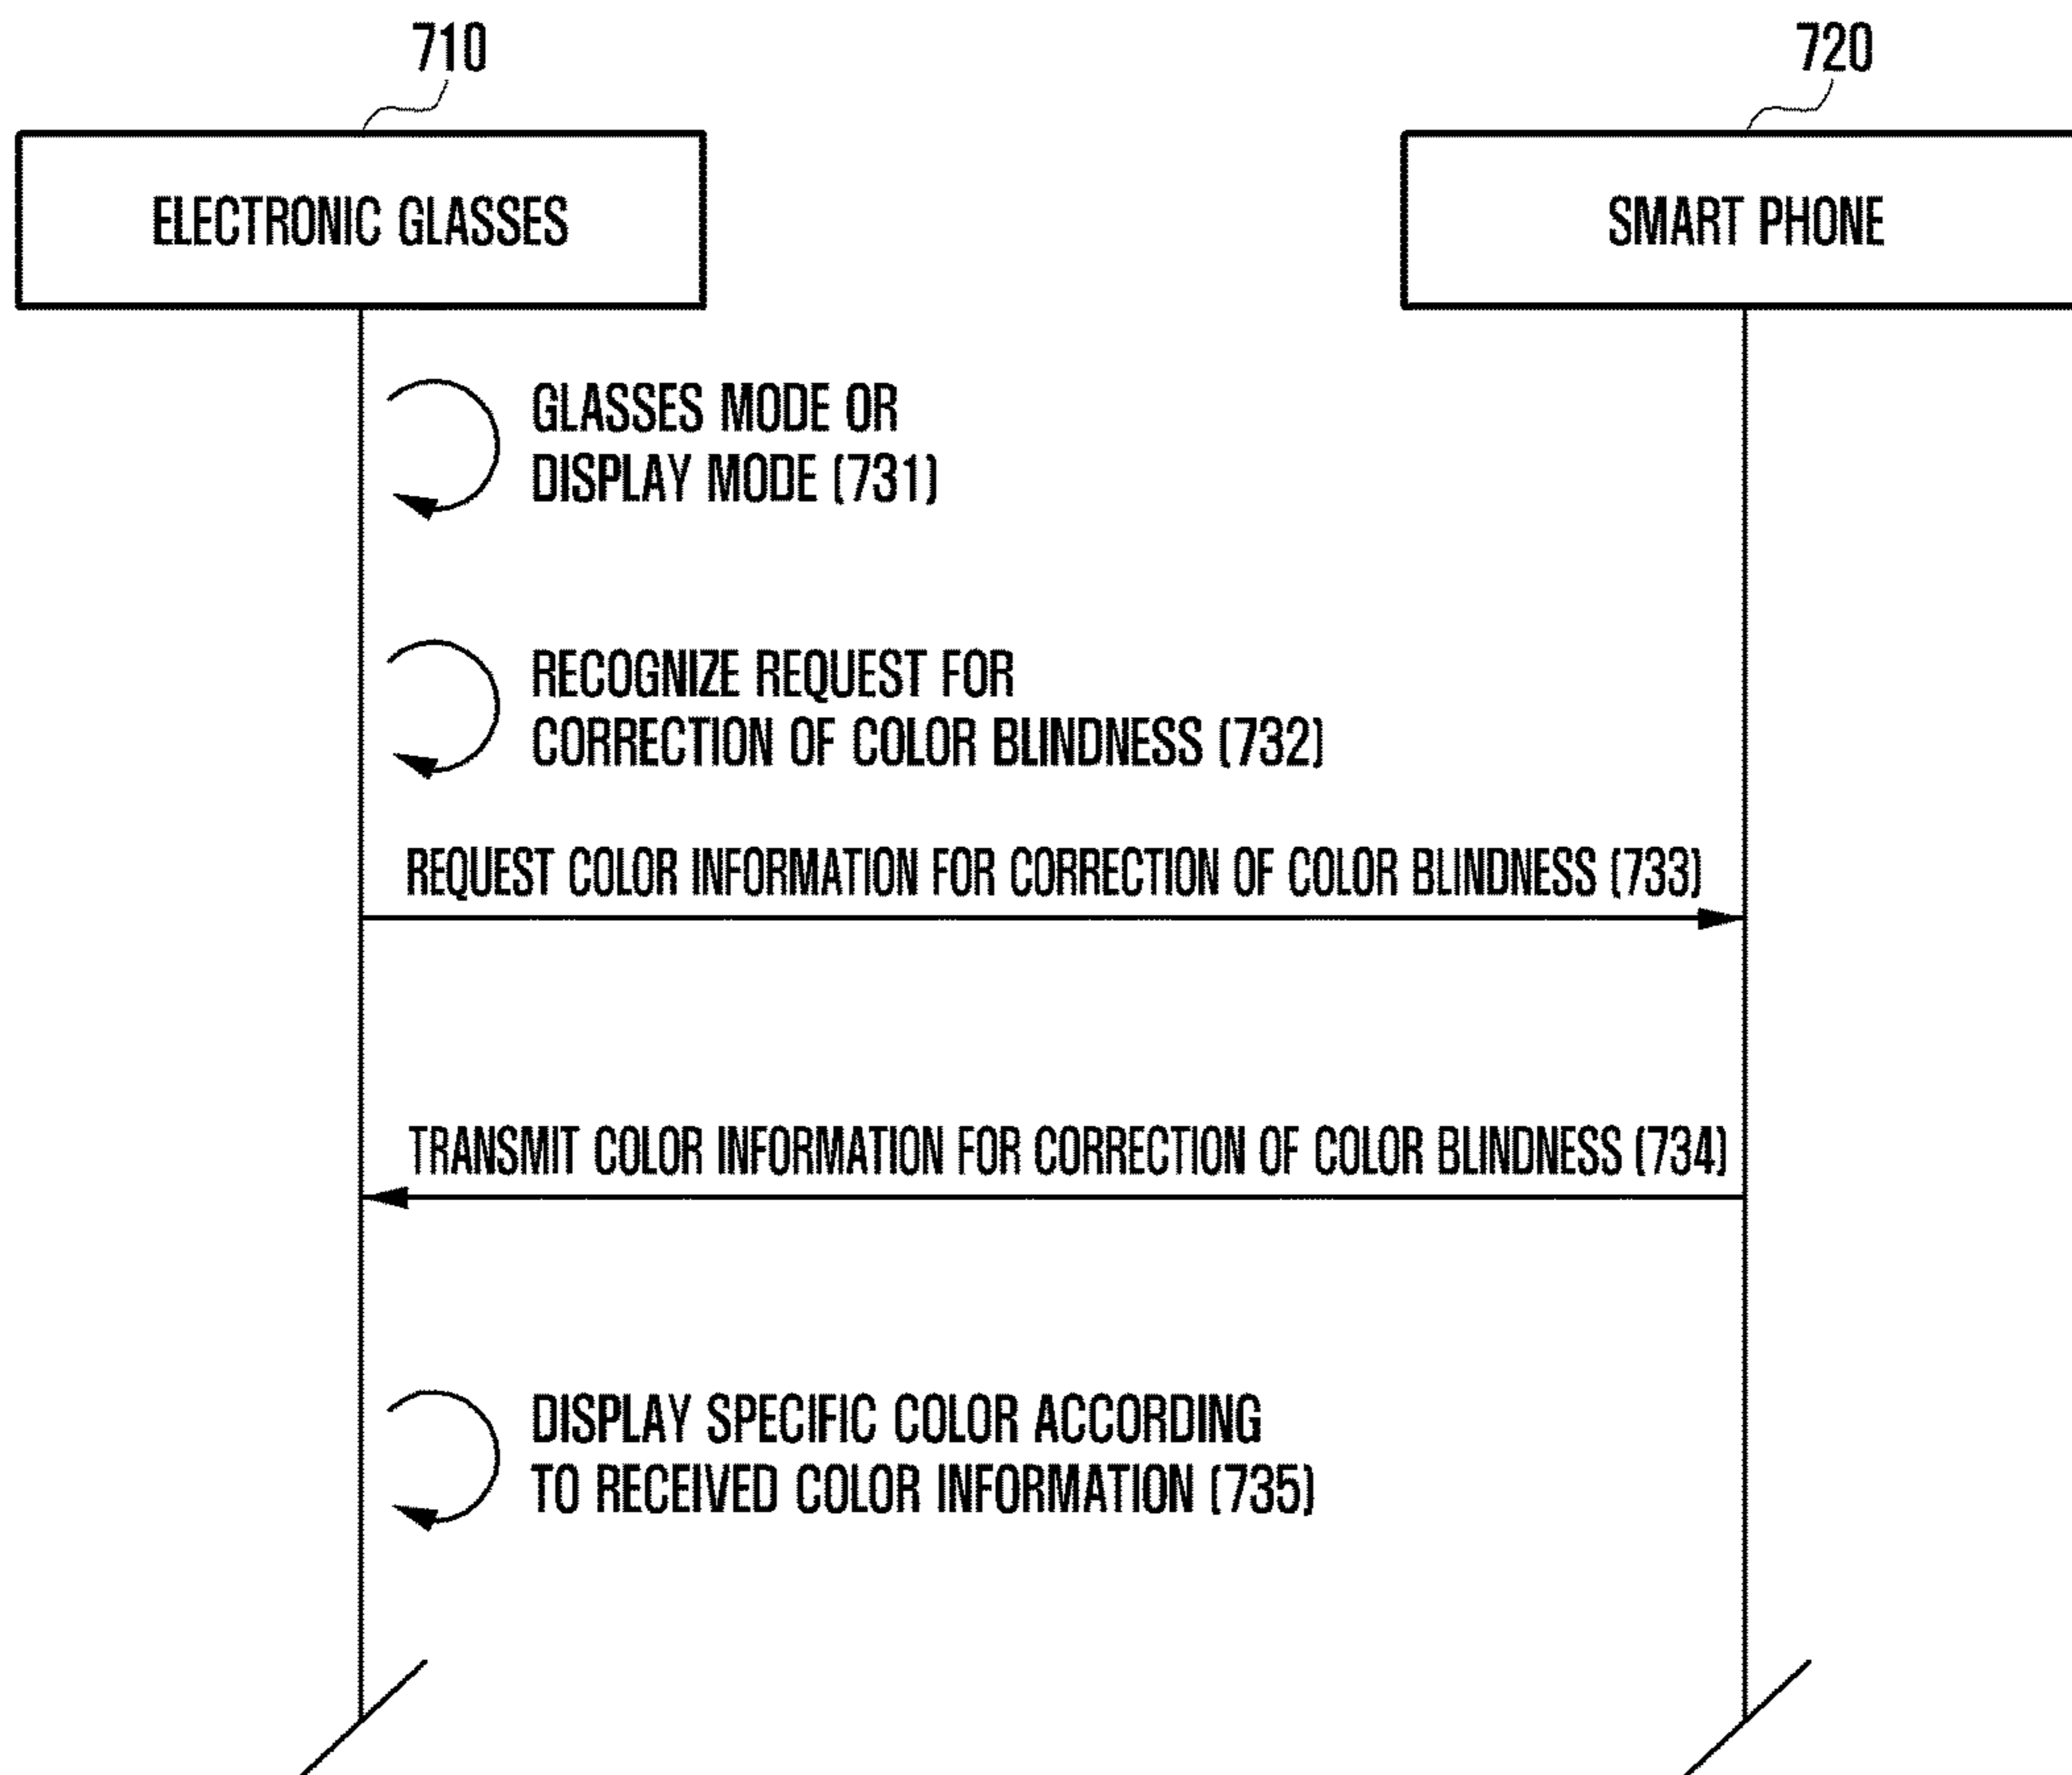 710
720
ELECTRONIC GLASSES
SMART PHONE
GLASSES MODE OR
DISPLAY MODE (731)
RECOGNIZE REQUEST FOR
CORRECTION OF COLOR BLINDNESS (732)
REQUEST COLOR INFORMATION FOR CORRECTION OF COLOR BLINDNESS (733)
TRANSMIT COLOR INFORMATION FOR CORRECTION OF COLOR BLINDNESS (734)
DISPLAY SPECIFIC COLOR ACCORDING
TO RECEIVED COLOR INFORMATION (735)